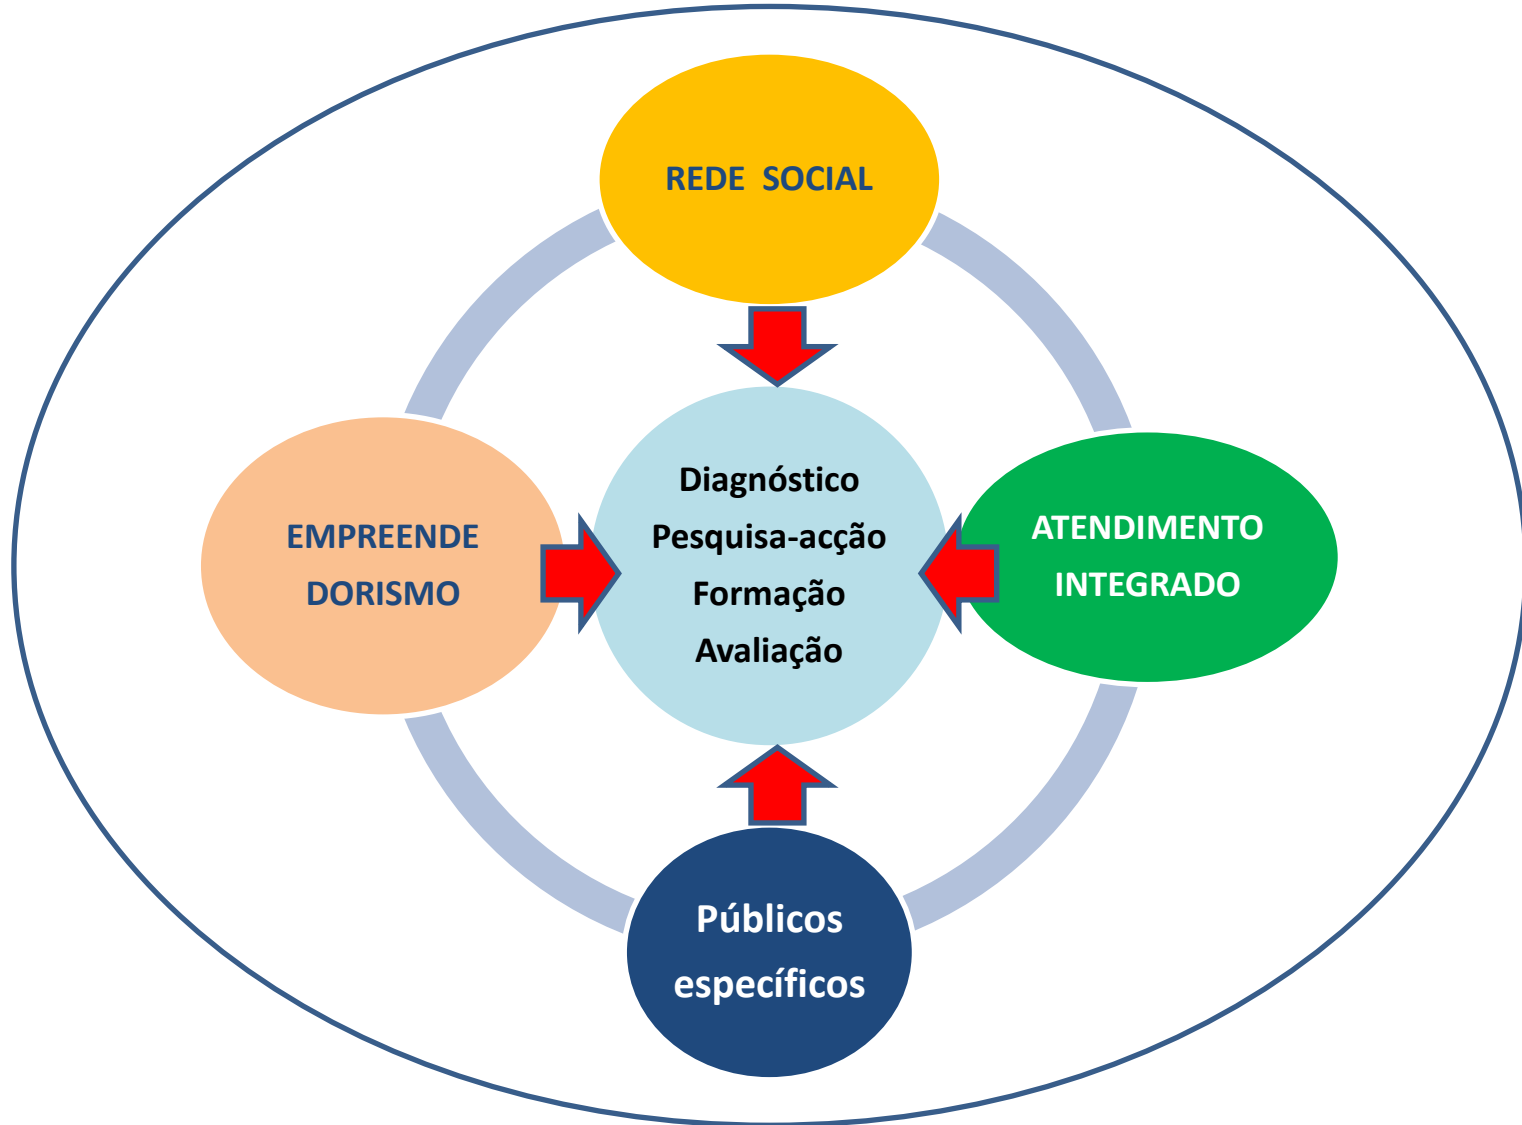 REDE SOCIAL
EMPREENDE
DORISMO
Diagnóstico
Pesquisa-acção
Formação
Avaliação
ATENDIMENTO
INTEGRADO
Públicos
específicos